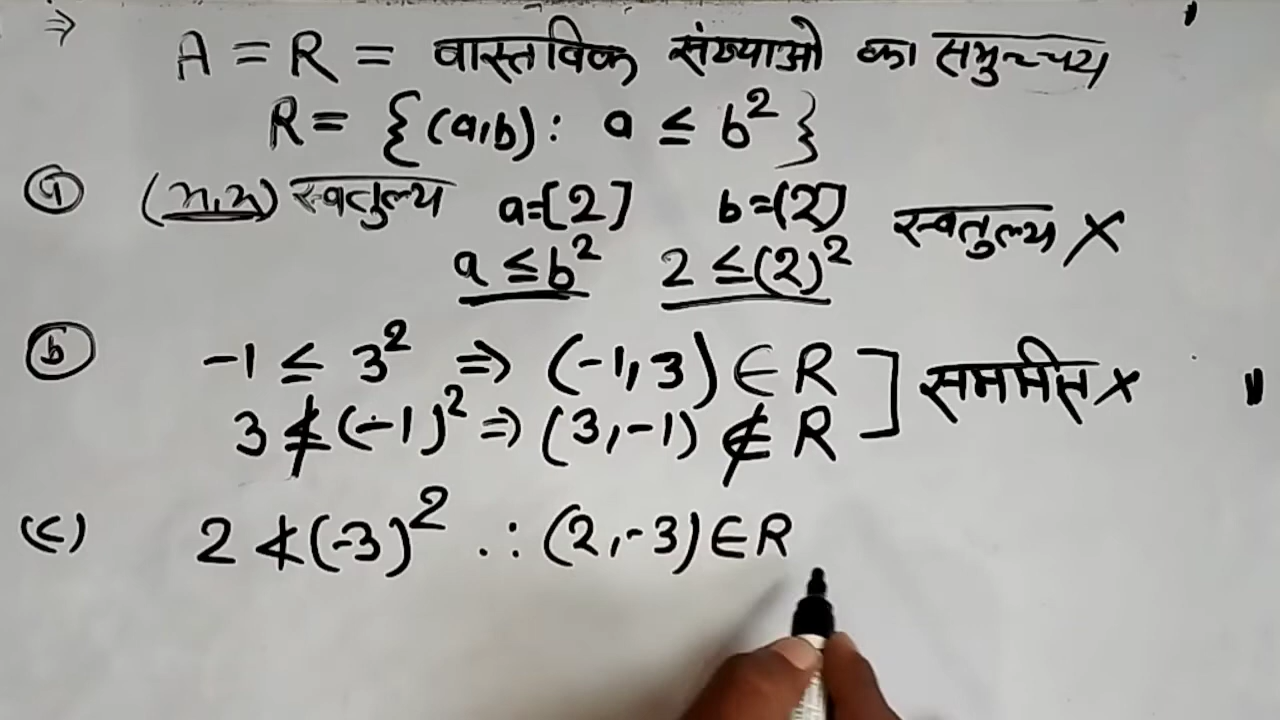 ⇒ A = R = वास्तविक संख्याओ का समुच्चय
R = {(a,b): a ≤ b²}
(a) (x,x) स्वतुल्य a=[2] b=(2] स्वतुल्य ×
a ≤ b² 2 ≤ (2)²
(b) -1 ≤ 3² ⇒ (-1,3) ∈ R ] सममित ×
3 ≰ (-1)² ⇒ (3,-1) ∉ R
(c) 2 ≮ (-3)² ∴ (2,-3) ∈ R